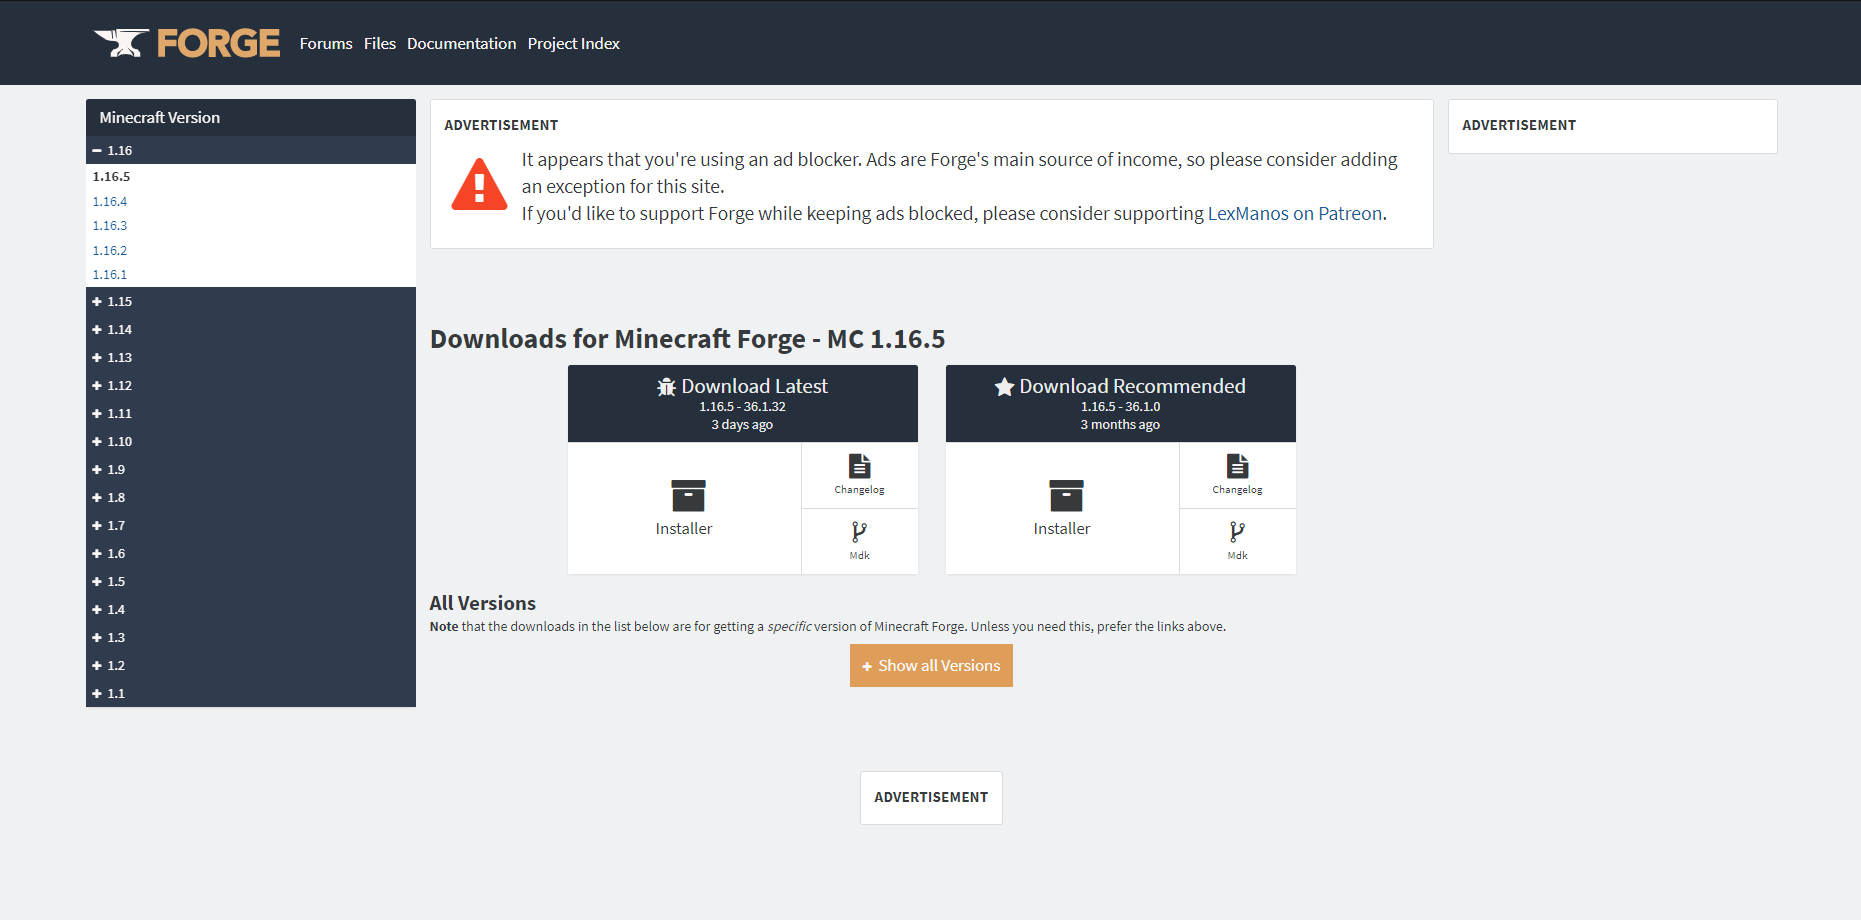 FORGE Forums Files Documentation Project Index
Minecraft Version
1.16
1.16.5
1.16.4
1.16.3
1.16.2
1.16.1
1.15
1.14
1.13
1.12
1.11
1.10
1.9
1.8
1.7
1.6
1.5
1.4
1.3
1.2
1.1
ADVERTISEMENT
It appears that you're using an ad blocker. Ads are Forge's main source of income, so please consider adding
an exception for this site.
If you'd like to support Forge while keeping ads blocked, please consider supporting LexManos on Patreon.
ADVERTISEMENT
Downloads for Minecraft Forge - MC 1.16.5
Download Latest
1.16.5 - 36.1.32
3 days ago
Installer
Changelog
Mdk
Download Recommended
1.16.5 - 36.1.0
3 months ago
Installer
Changelog
Mdk
All Versions
Note that the downloads in the list below are for getting a specific version of Minecraft Forge. Unless you need this, prefer the links above.
+ Show all Versions
ADVERTISEMENT